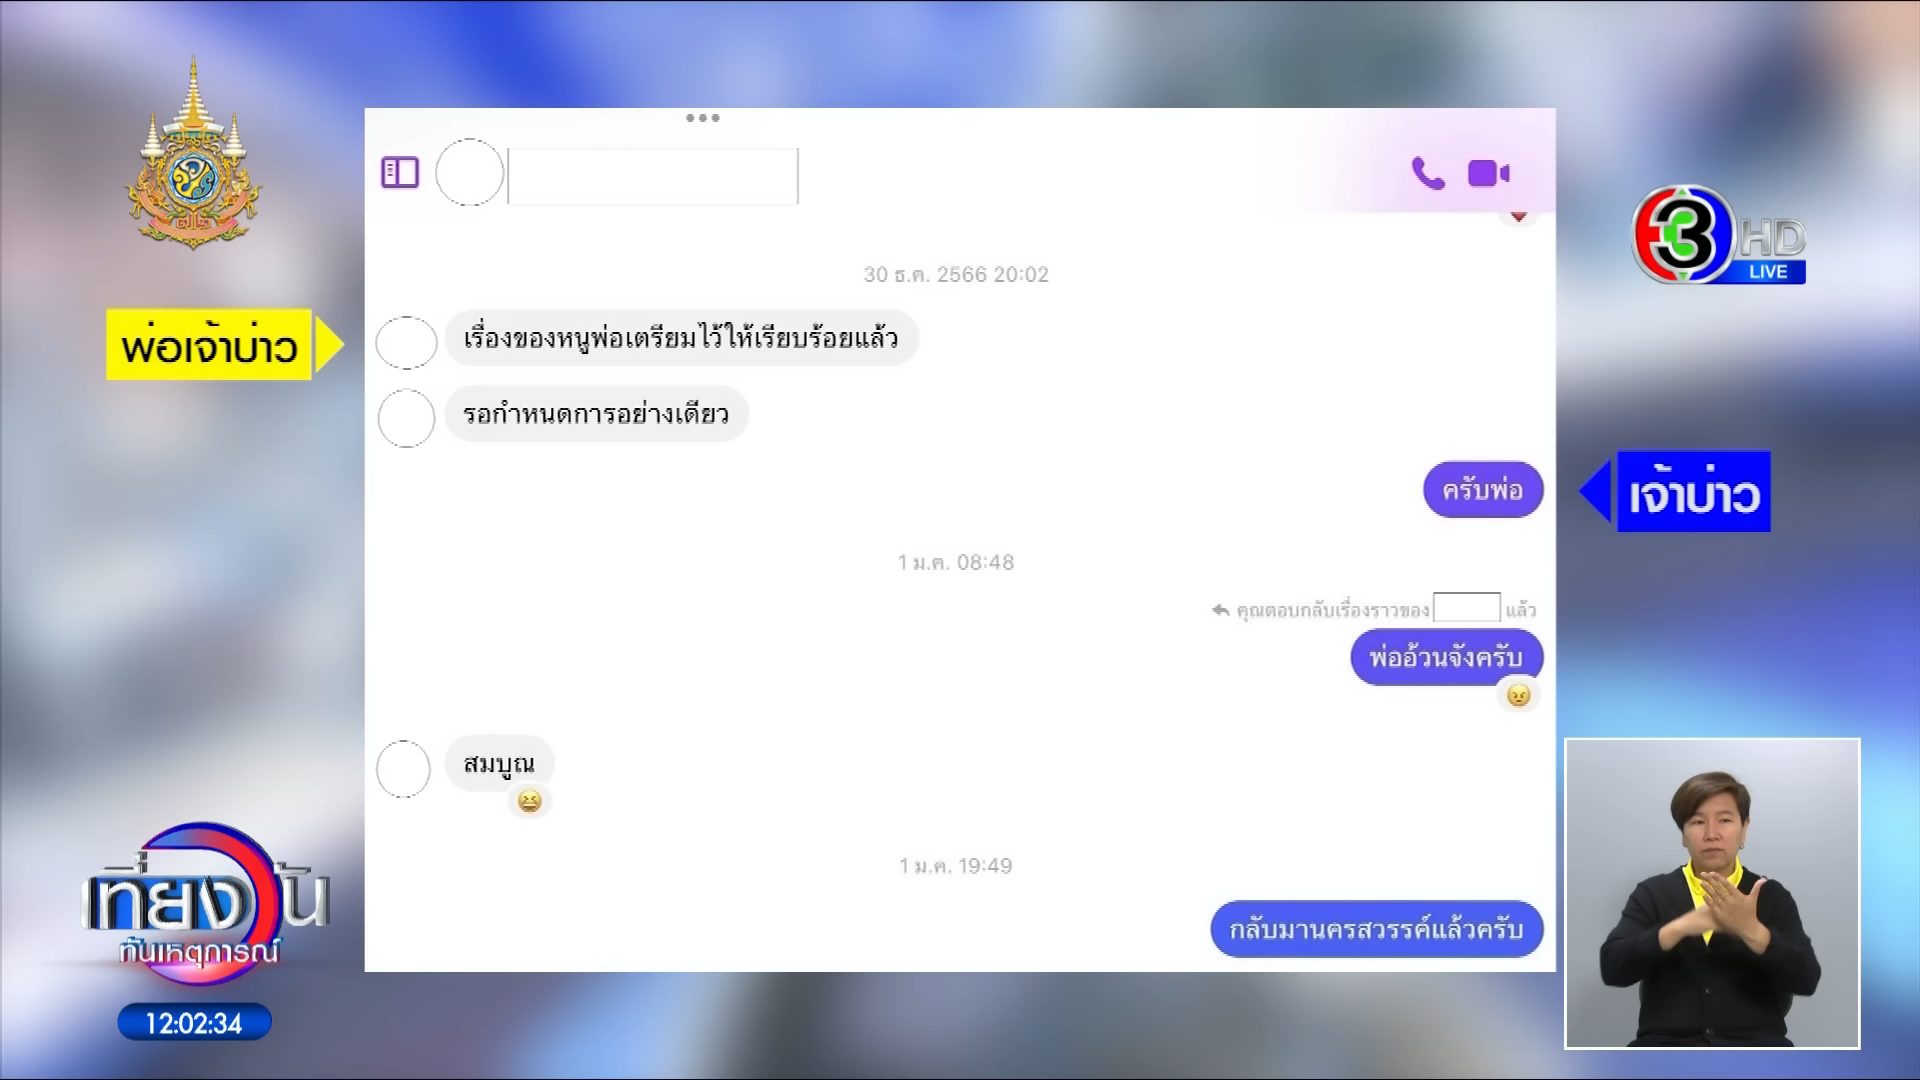 30 ธ.ค. 2566 20:02
พ่อเจ้าบ่าว
เรื่องของหนูพ่อเตรียมไว้ให้เรียบร้อยแล้ว
รอกำหนดการอย่างเดียว
ครับพ่อ
เจ้าบ่าว
1 ม.ค. 08:48
คุณตอบกลับเรื่องราวของ แล้ว
พ่ออ้วนจังครับ
สมบูณ
1 ม.ค. 19:49
กลับมานครสวรรค์แล้วครับ
3 HD
LIVE
เที่ยงวัน
ทันเหตุการณ์
12:02:34